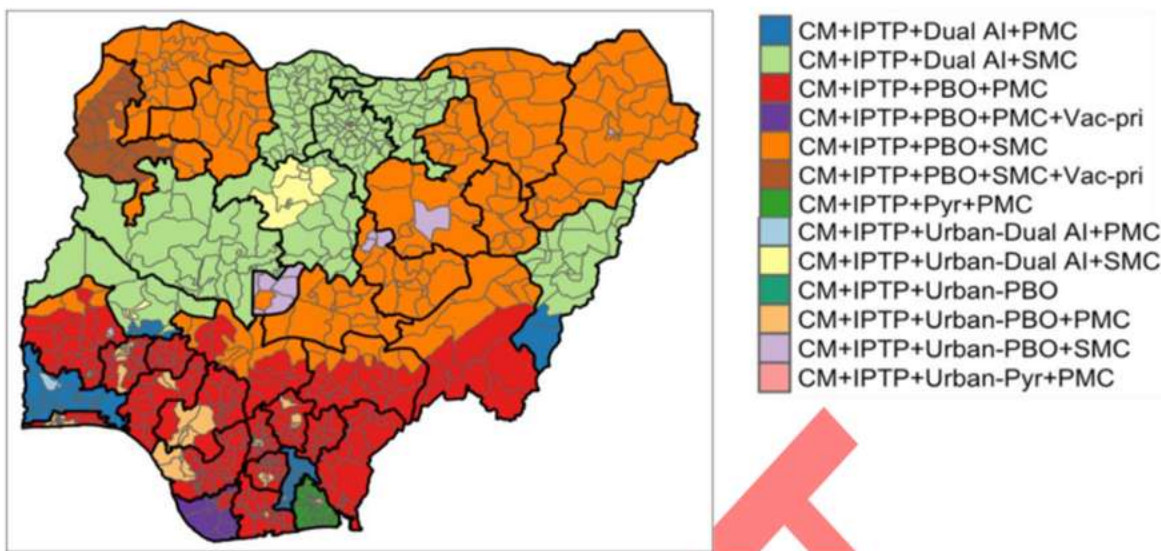 CM+IPTP+Dual AI+PMC
CM+IPTP+Dual AI+SMC
CM+IPTP+PBO+PMC
CM+IPTP+PBO+PMC+Vac-pri
CM+IPTP+PBO+SMC
CM+IPTP+PBO+SMC+Vac-pri
CM+IPTP+Pyr+PMC
CM+IPTP+Urban-Dual AI+PMC
CM+IPTP+Urban-Dual AI+SMC
CM+IPTP+Urban-PBO
CM+IPTP+Urban-PBO+PMC
CM+IPTP+Urban-PBO+SMC
CM+IPTP+Urban-Pyr+PMC